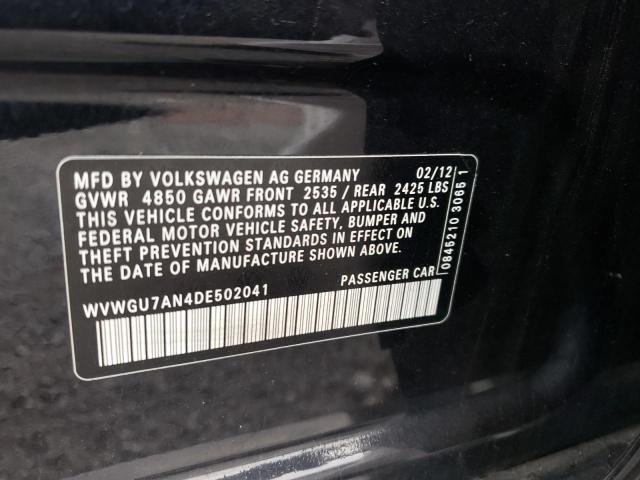 MFD BY VOLKSWAGEN AG GERMANY 02/12
GVWR 4850 GAWR FRONT 2535 / REAR 2425 LBS
THIS VEHICLE CONFORMS TO ALL APPLICABLE U.S.
FEDERAL MOTOR VEHICLE SAFETY, BUMPER AND
THEFT PREVENTION STANDARDS IN EFFECT ON
THE DATE OF MANUFACTURE SHOWN ABOVE.
WVWGU7AN4DE502041 PASSENGER CAR
0845210 3066 1